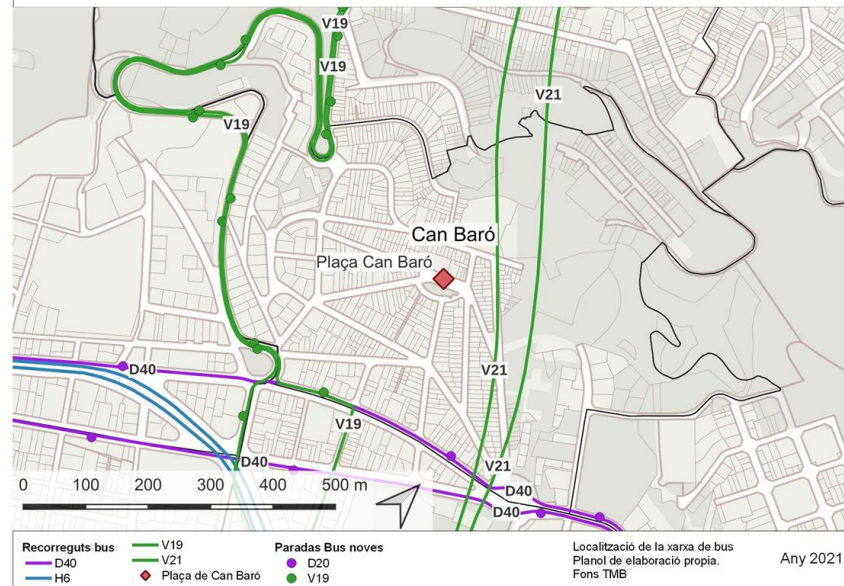 V19
V19
V21
V19
Can Baró
Plaça Can Baró
V21
D40
V19
V21
D40
D40
D40
0 100 200 300 400 500 m
Recorreguts bus
D40
H6
V19
V21
Plaça de Can Baró
Paradas Bus noves
D20
V19
Localització de la xarxa de bus
Planol de elaboració propia.
Fons TMB
Any 2021